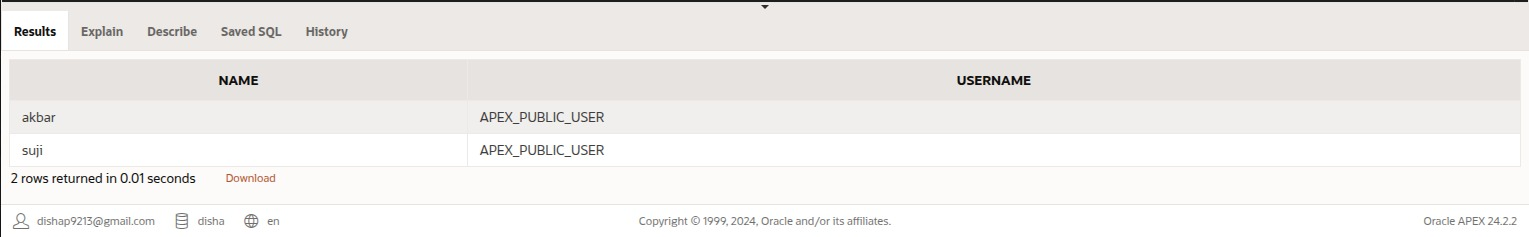 Results Explain Describe Saved SQL History
NAME USERNAME
akbar APEX_PUBLIC_USER
suji APEX_PUBLIC_USER
2 rows returned in 0.01 seconds Download
dishap9213@gmail.com disha en Copyright © 1999, 2024, Oracle and/or its affiliates. Oracle APEX 24.2.2